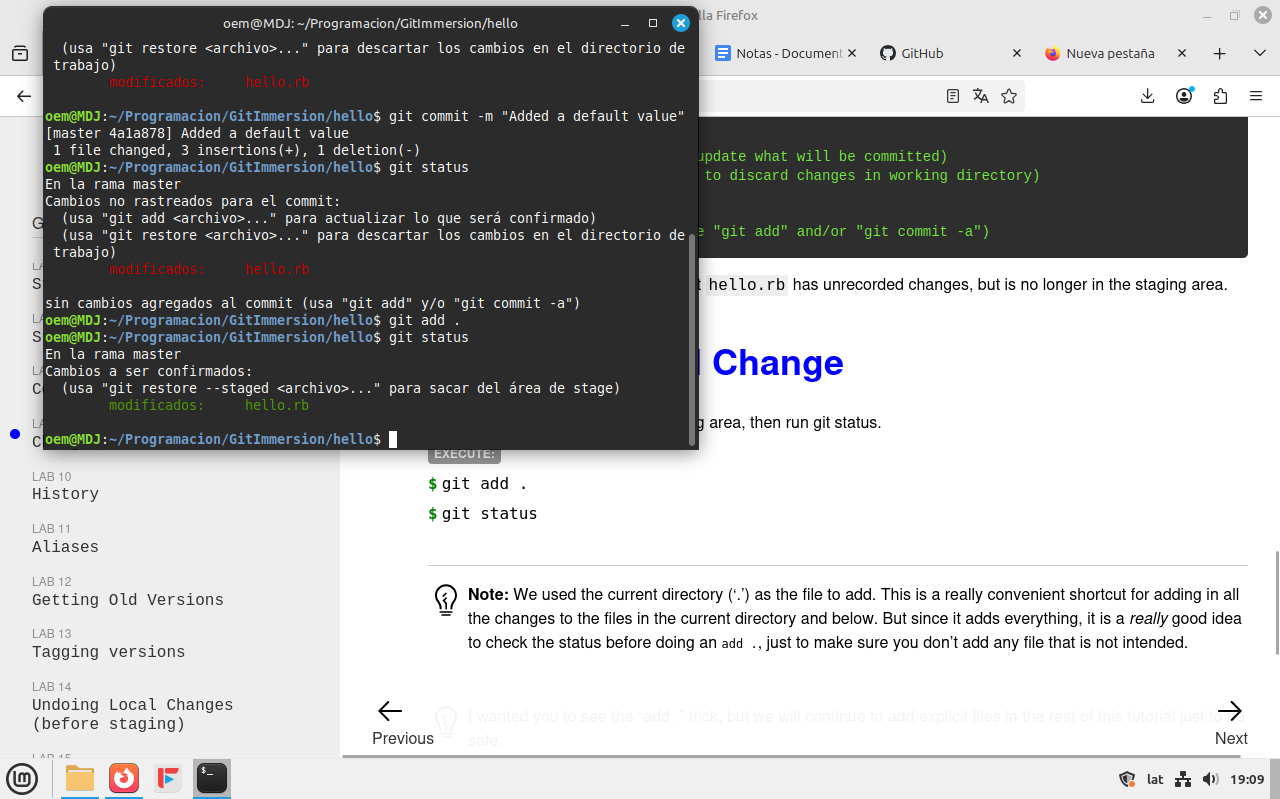 oem@MDJ: ~/Programacion/GitImmersion/hello
(usa "git restore <archivo>..." para descartar los cambios en el directorio de
trabajo)
modificados:     hello.rb
oem@MDJ:~/Programacion/GitImmersion/hello$ git commit -m "Added a default value"
[master 4a1a878] Added a default value
1 file changed, 3 insertions(+), 1 deletion(-)
oem@MDJ:~/Programacion/GitImmersion/hello$ git status
En la rama master
Cambios no rastreados para el commit:
(usa "git add <archivo>..." para actualizar lo que será confirmado)
(usa "git restore <archivo>..." para descartar los cambios en el directorio de
trabajo)
modificados:     hello.rb
sin cambios agregados al commit (usa "git add" y/o "git commit -a")
oem@MDJ:~/Programacion/GitImmersion/hello$ git add .
oem@MDJ:~/Programacion/GitImmersion/hello$ git status
En la rama master
Cambios a ser confirmados:
(usa "git restore --staged <archivo>..." para sacar del área de stage)
modificados:     hello.rb
oem@MDJ:~/Programacion/GitImmersion/hello$
Firefox
Notas - Document
GitHub
Nueva pestaña
update what will be committed)
to discard changes in working directory)
"git add" and/or "git commit -a")
hello.rb has unrecorded changes, but is no longer in the staging area.
Change
area, then run git status.
EXECUTE:
$ git add .
$ git status
Note: We used the current directory (‘.’) as the file to add. This is a really convenient shortcut for adding in all
the changes to the files in the current directory and below. But since it adds everything, it is a really good idea
to check the status before doing an add ., just to make sure you don’t add any file that is not intended.
I wanted you to see the “add .” trick, but we will continue to add explicit files in the rest of this tutorial just to be
safe.
Previous
Next
LAB 10
History
LAB 11
Aliases
LAB 12
Getting Old Versions
LAB 13
Tagging versions
LAB 14
Undoing Local Changes
(before staging)
LAB 15
lat
19:09